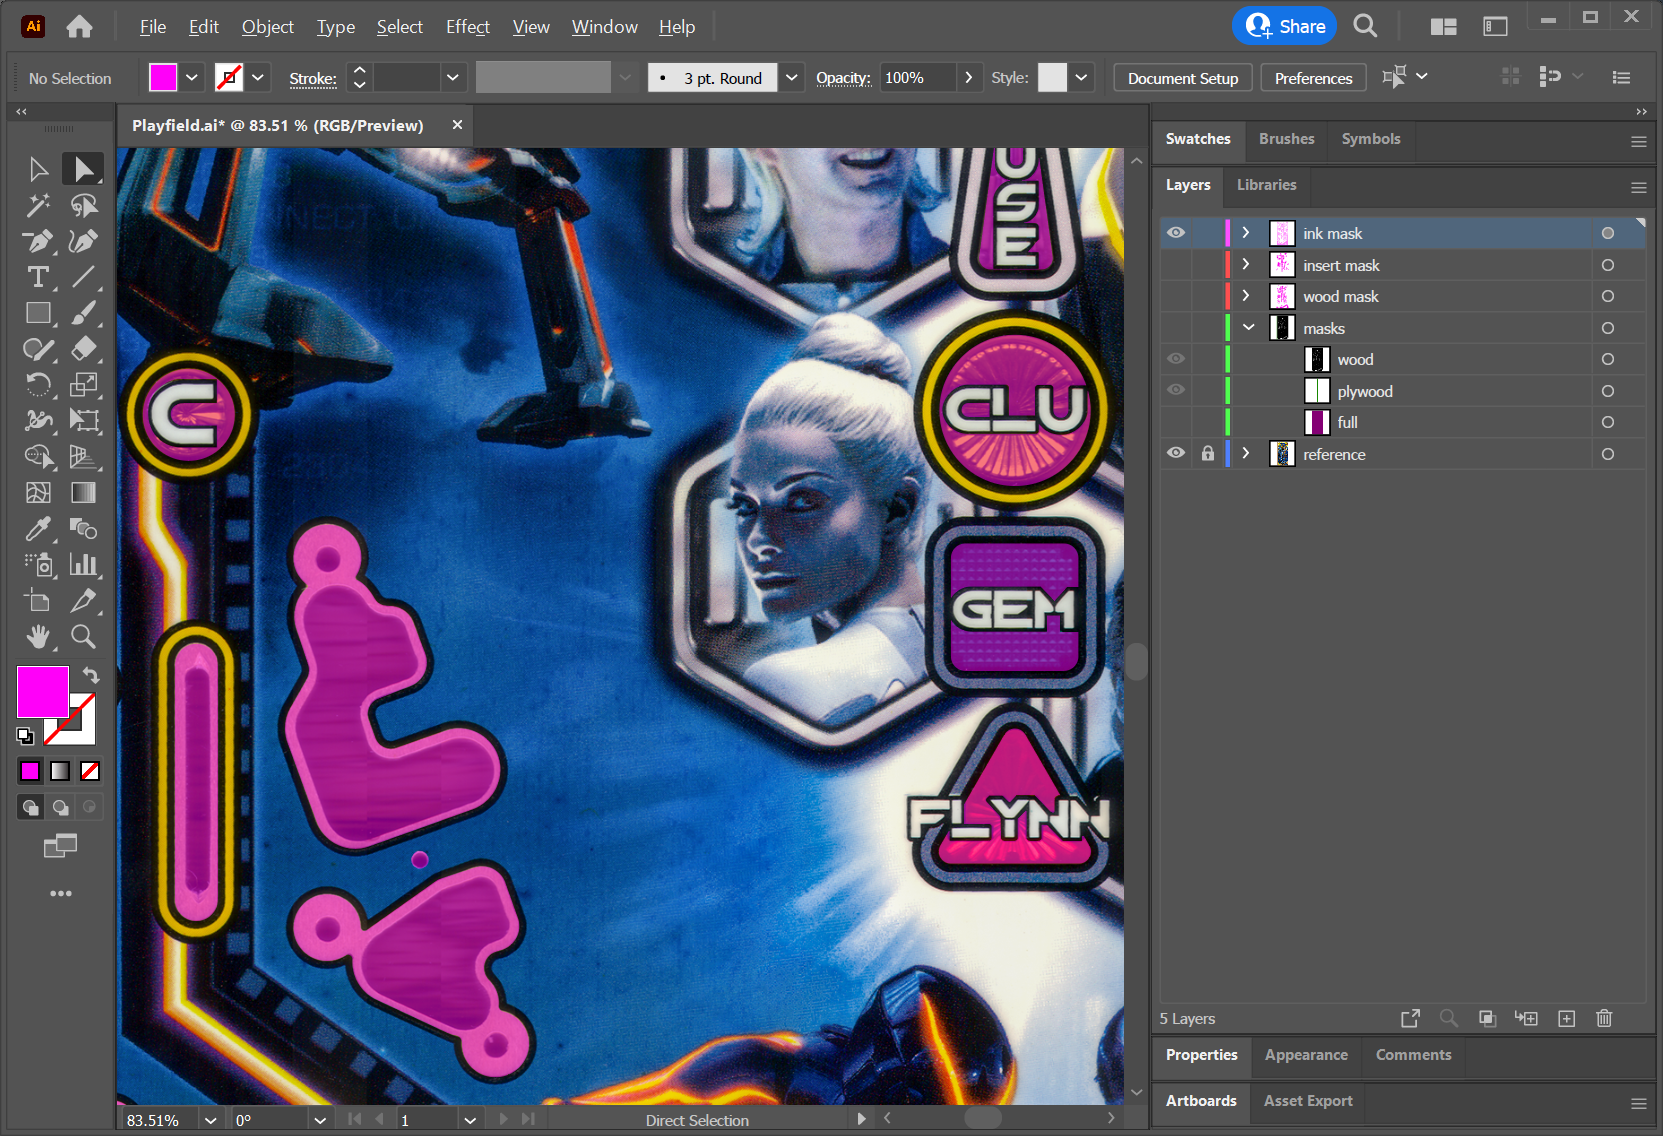 Ai File Edit Object Type Select Effect View Window Help Share
No Selection Stroke: 3 pt. Round Opacity: 100% Style: Document Setup Preferences
Playfield.ai* @ 83.51 % (RGB/Preview)
Swatches Brushes Symbols
Layers Libraries
ink mask
insert mask
wood mask
masks
wood
plywood
full
reference
USE
C
CLU
GEM
FLYNN
T
5 Layers
Properties Appearance Comments
Artboards Asset Export
83.51% 0° 1 Direct Selection